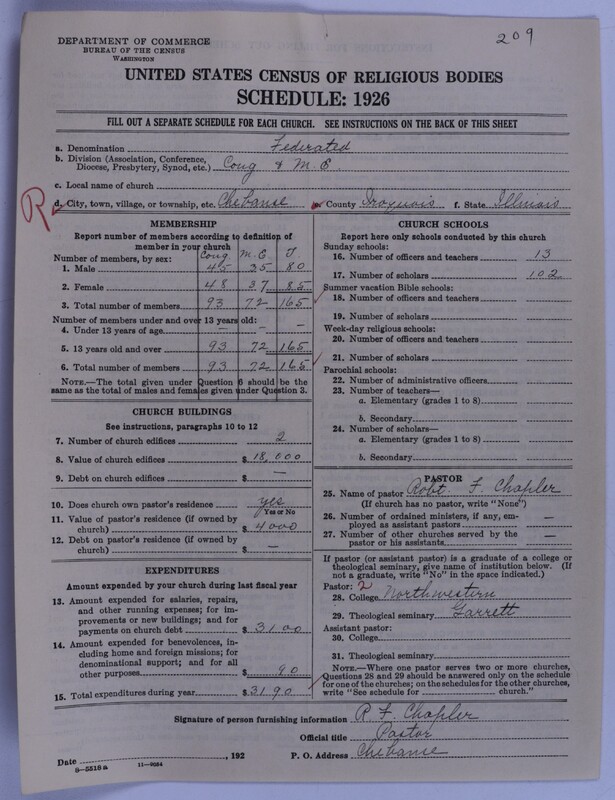 209
DEPARTMENT OF COMMERCE
BUREAU OF THE CENSUS
WASHINGTON
UNITED STATES CENSUS OF RELIGIOUS BODIES
SCHEDULE: 1926
FILL OUT A SEPARATE SCHEDULE FOR EACH CHURCH. SEE INSTRUCTIONS ON THE BACK OF THIS SHEET
a. Denomination Federated
b. Division (Association, Conference,
Diocese, Presbytery, Synod, etc.) Cong & M.E
c. Local name of church
R d. City, town, village, or township, etc. Chebanse e. County Iroquois f. State Illinois
MEMBERSHIP
Report number of members according to definition of
member in your church
Number of members, by sex: Cong M.E T
1. Male 45 35 80
2. Female 48 37 85
3. Total number of members 93 72 165
Number of members under and over 13 years old:
4. Under 13 years of age — — —
5. 13 years old and over 93 72 165
6. Total number of members 93 72 165
NOTE.—The total given under Question 6 should be the
same as the total of males and females given under Question 3.
CHURCH BUILDINGS
See instructions, paragraphs 10 to 12
7. Number of church edifices 2
8. Value of church edifices $ 18,000
9. Debt on church edifices $ —
10. Does church own pastor's residence? yes
Yes or No
11. Value of pastor's residence (if owned by
church) $ 4000
12. Debt on pastor's residence (if owned by
church) $ —
EXPENDITURES
Amount expended by your church during last fiscal year
13. Amount expended for salaries, repairs,
and other running expenses; for im-
provements or new buildings; and for
payments on church debt $ 3100
14. Amount expended for benevolences, in-
cluding home and foreign missions; for
denominational support; and for all
other purposes $ 90
15. Total expenditures during year $ 3190
CHURCH SCHOOLS
Report here only schools conducted by this church
Sunday schools:
16. Number of officers and teachers 13
17. Number of scholars 102
Summer vacation Bible schools:
18. Number of officers and teachers
19. Number of scholars
Week-day religious schools:
20. Number of officers and teachers
21. Number of scholars
Parochial schools:
22. Number of administrative officers
23. Number of teachers—
a. Elementary (grades 1 to 8)
b. Secondary
24. Number of scholars—
a. Elementary (grades 1 to 8)
b. Secondary
PASTOR
25. Name of pastor Robt F Chapler
(If church has no pastor, write "None")
26. Number of ordained ministers, if any, em-
ployed as assistant pastors —
27. Number of other churches served by the
pastor or his assistants —
If pastor (or assistant pastor) is a graduate of a college or
theological seminary, give name of institution below. (If
not a graduate, write "No" in the space indicated.)
Pastor: 2
28. College Northwestern
29. Theological seminary Garrett
Assistant pastor:
30. College
31. Theological seminary
NOTE.—Where one pastor serves two or more churches,
Questions 28 and 29 should be answered only on the schedule
for one of the churches; on the schedules for the other churches,
write "See schedule for church."
Signature of person furnishing information R. F. Chapler
Official title Pastor
Date , 192 P. O. Address Chebanse
8-5518a 11-9594